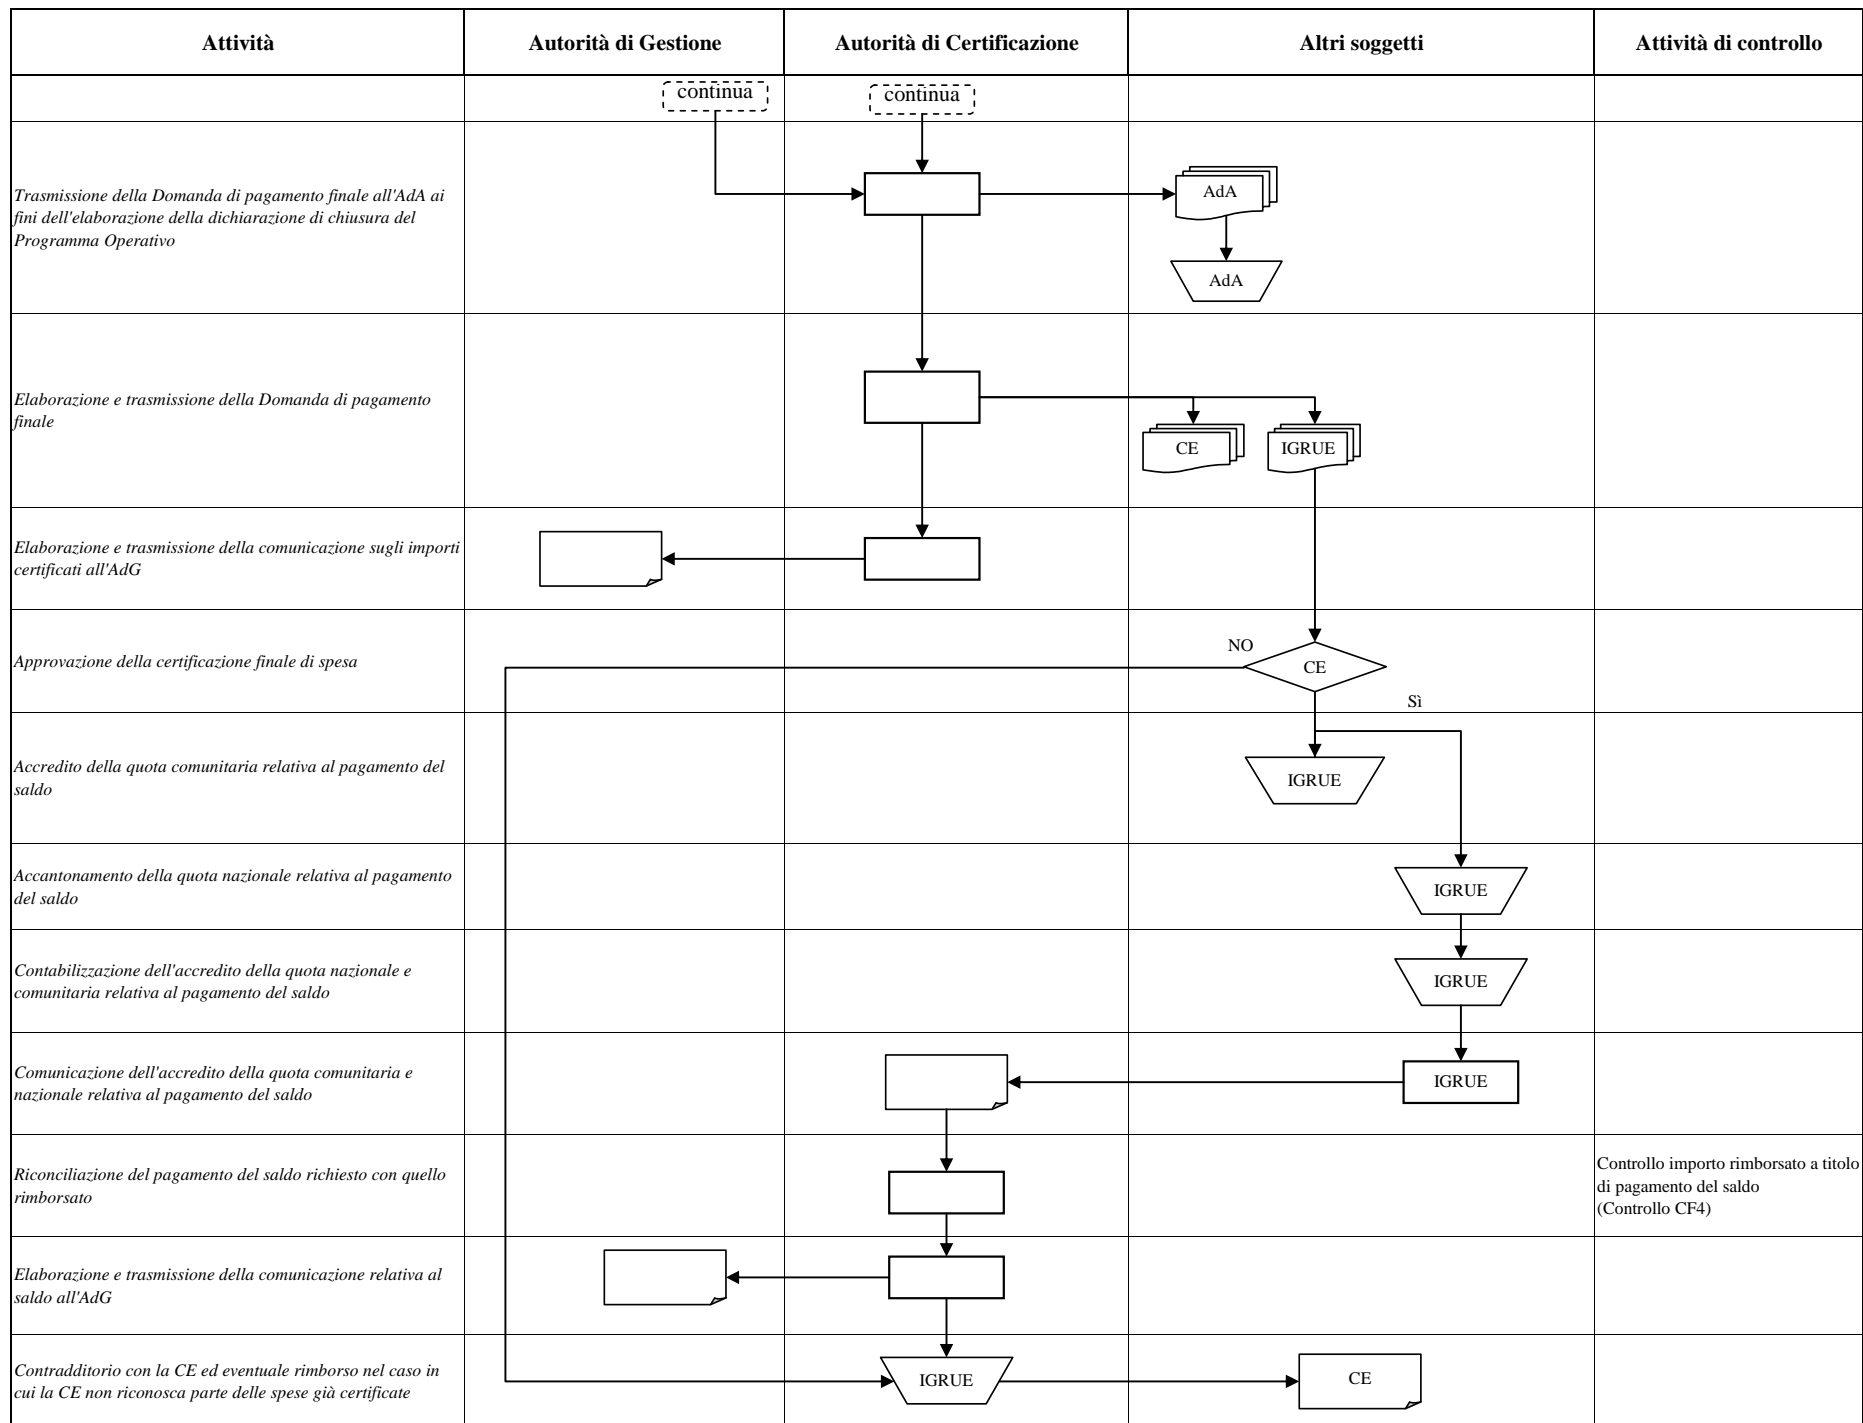 Attività
Autorità di Gestione
Autorità di Certificazione
Altri soggetti
Attività di controllo
continua
continua
Trasmissione della Domanda di pagamento finale all'AdA ai
fini dell'elaborazione della dichiarazione di chiusura del
Programma Operativo
AdA
AdA
Elaborazione e trasmissione della Domanda di pagamento
finale
CE
IGRUE
Elaborazione e trasmissione della comunicazione sugli importi
certificati all'AdG
Approvazione della certificazione finale di spesa
NO
CE
Sì
Accredito della quota comunitaria relativa al pagamento del
saldo
IGRUE
Accantonamento della quota nazionale relativa al pagamento
del saldo
IGRUE
Contabilizzazione dell'accredito della quota nazionale e
comunitaria relativa al pagamento del saldo
IGRUE
Comunicazione dell'accredito della quota comunitaria e
nazionale relativa al pagamento del saldo
IGRUE
Riconciliazione del pagamento del saldo richiesto con quello
rimborsato
Controllo importo rimborsato a titolo
di pagamento del saldo
(Controllo CF4)
Elaborazione e trasmissione della comunicazione relativa al
saldo all'AdG
Contradditorio con la CE ed eventuale rimborso nel caso in
cui la CE non riconosca parte delle spese già certificate
IGRUE
CE